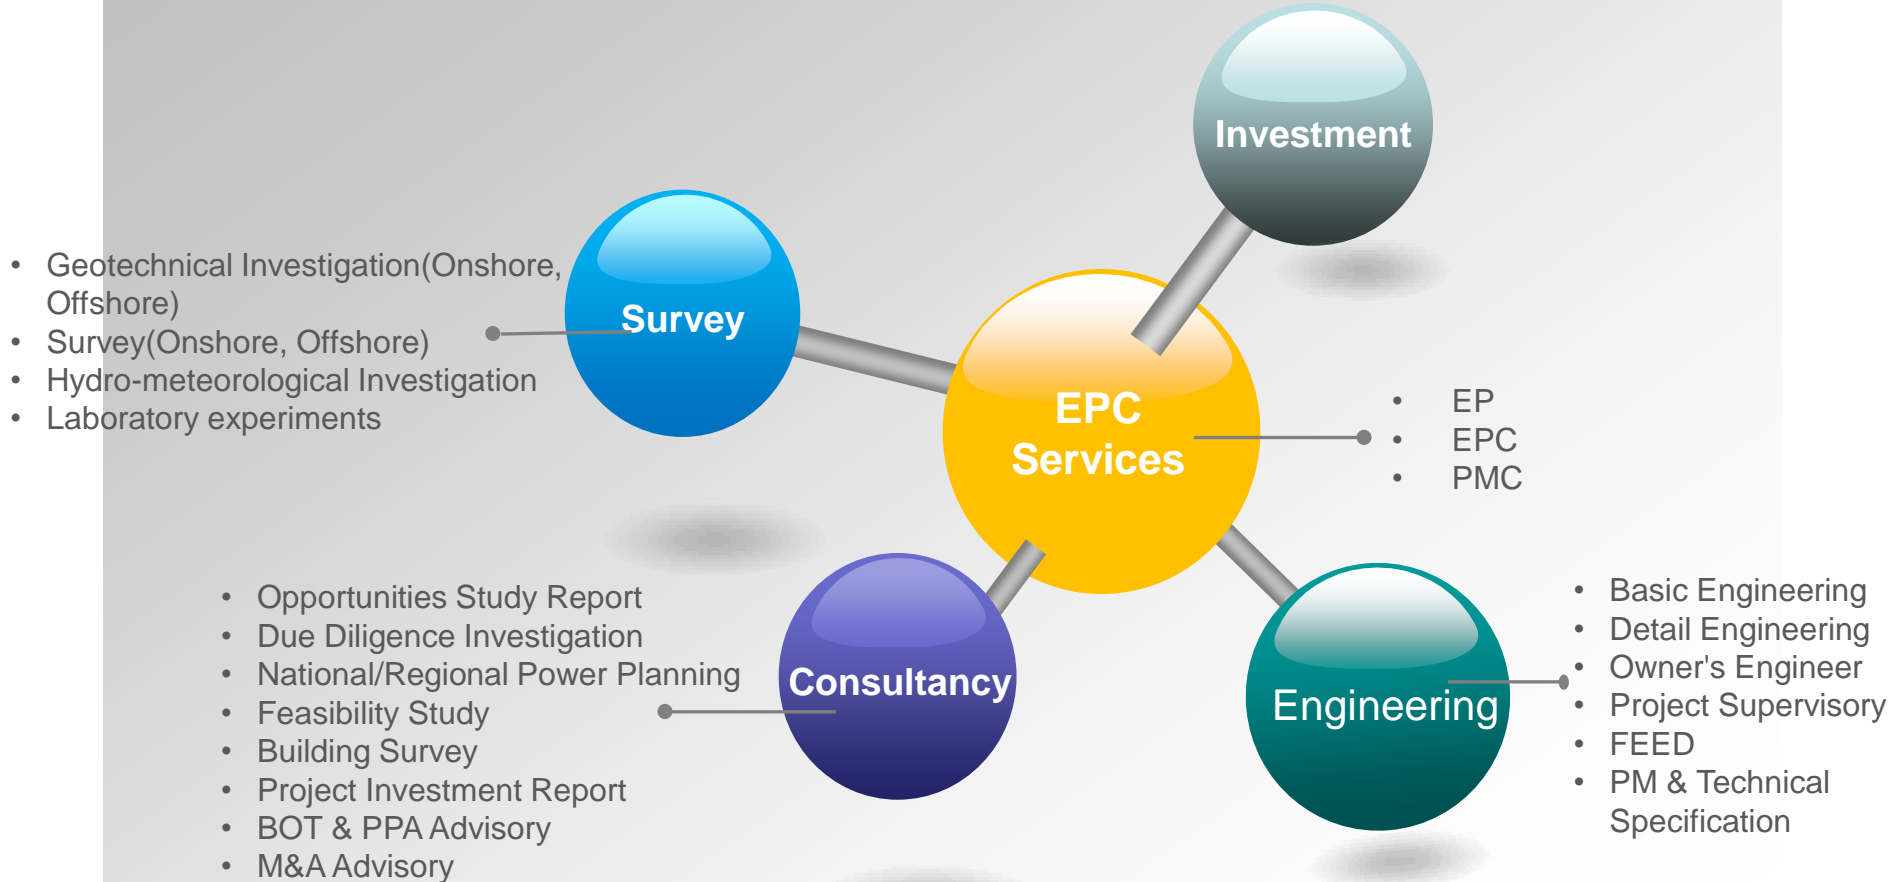 Investment
Survey
• Geotechnical Investigation(Onshore,
Offshore)
• Survey(Onshore, Offshore)
• Hydro-meteorological Investigation
• Laboratory experiments
EPC
Services
• EP
• EPC
• PMC
Consultancy
• Opportunities Study Report
• Due Diligence Investigation
• National/Regional Power Planning
• Feasibility Study
• Building Survey
• Project Investment Report
• BOT & PPA Advisory
• M&A Advisory
Engineering
• Basic Engineering
• Detail Engineering
• Owner's Engineer
• Project Supervisory
• FEED
• PM & Technical
Specification